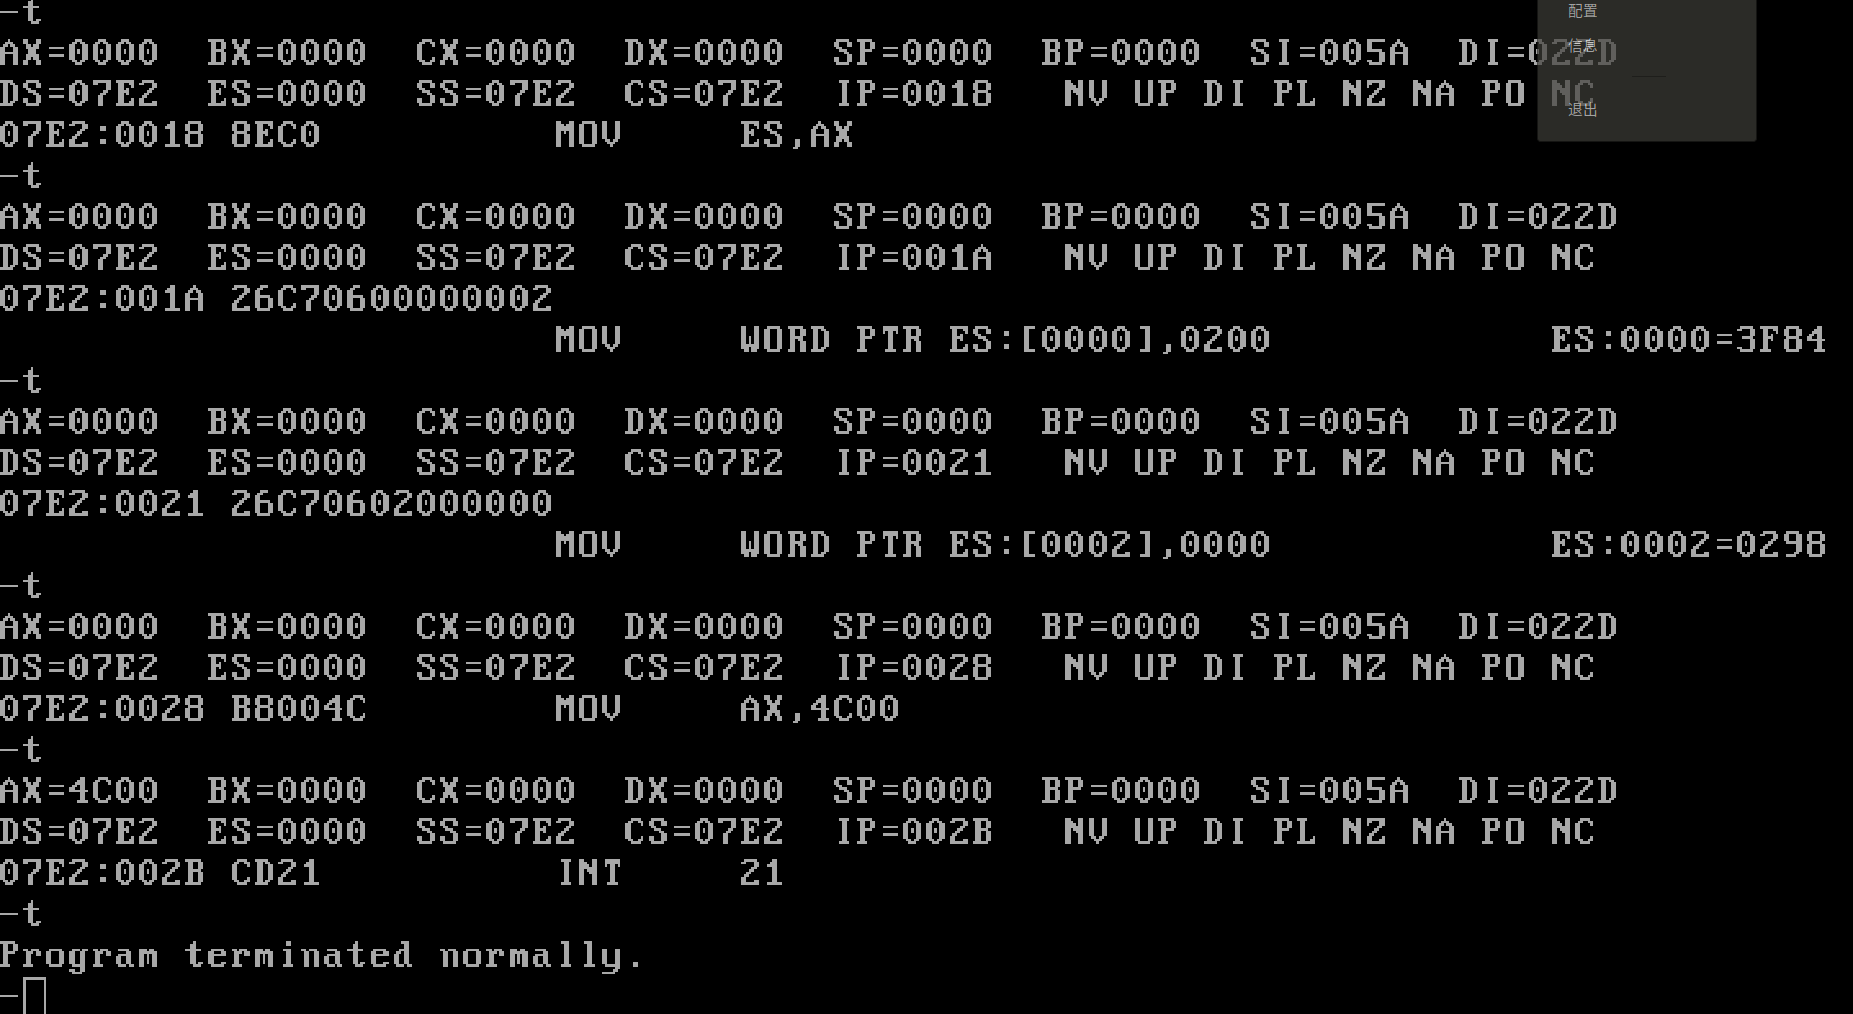 -t
AX=0000 BX=0000 CX=0000 DX=0000 SP=0000 BP=0000 SI=005A DI=022D
DS=07E2 ES=0000 SS=07E2 CS=07E2 IP=0018 NV UP DI PL NZ NA PO NC
07E2:0018 8EC0 MOV ES,AX
-t
AX=0000 BX=0000 CX=0000 DX=0000 SP=0000 BP=0000 SI=005A DI=022D
DS=07E2 ES=0000 SS=07E2 CS=07E2 IP=001A NV UP DI PL NZ NA PO NC
07E2:001A 26C70600000002
MOV WORD PTR ES:[0000],0200 ES:0000=3F84
-t
AX=0000 BX=0000 CX=0000 DX=0000 SP=0000 BP=0000 SI=005A DI=022D
DS=07E2 ES=0000 SS=07E2 CS=07E2 IP=0021 NV UP DI PL NZ NA PO NC
07E2:0021 26C70602000000
MOV WORD PTR ES:[0002],0000 ES:0002=0298
-t
AX=0000 BX=0000 CX=0000 DX=0000 SP=0000 BP=0000 SI=005A DI=022D
DS=07E2 ES=0000 SS=07E2 CS=07E2 IP=0028 NV UP DI PL NZ NA PO NC
07E2:0028 B8004C MOV AX,4C00
-t
AX=4C00 BX=0000 CX=0000 DX=0000 SP=0000 BP=0000 SI=005A DI=022D
DS=07E2 ES=0000 SS=07E2 CS=07E2 IP=002B NV UP DI PL NZ NA PO NC
07E2:002B CD21 INT 21
-t
Program terminated normally.
-
配置
信息
退出